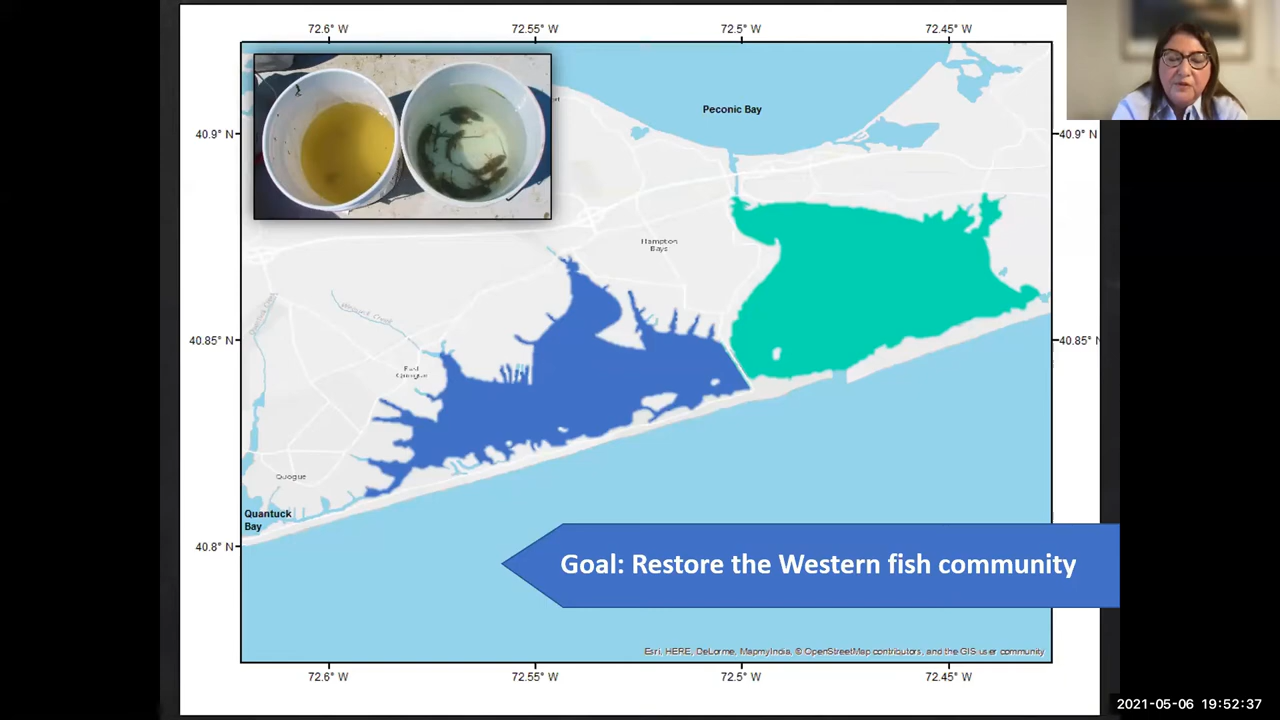 72.6° W
72.55° W
72.5° W
72.45° W
Peconic Bay
40.9° N
40.9° N
Hampton
Bays
40.85° N
40.85° N
East
Quogue
Quogue
Quantuck
Bay
40.8° N
Goal: Restore the Western fish community
Esri, HERE, DeLorme, MapmyIndia, © OpenStreetMap contributors, and the GIS user community
72.6° W
72.55° W
72.5° W
72.45° W
2021-05-06 19:52:37